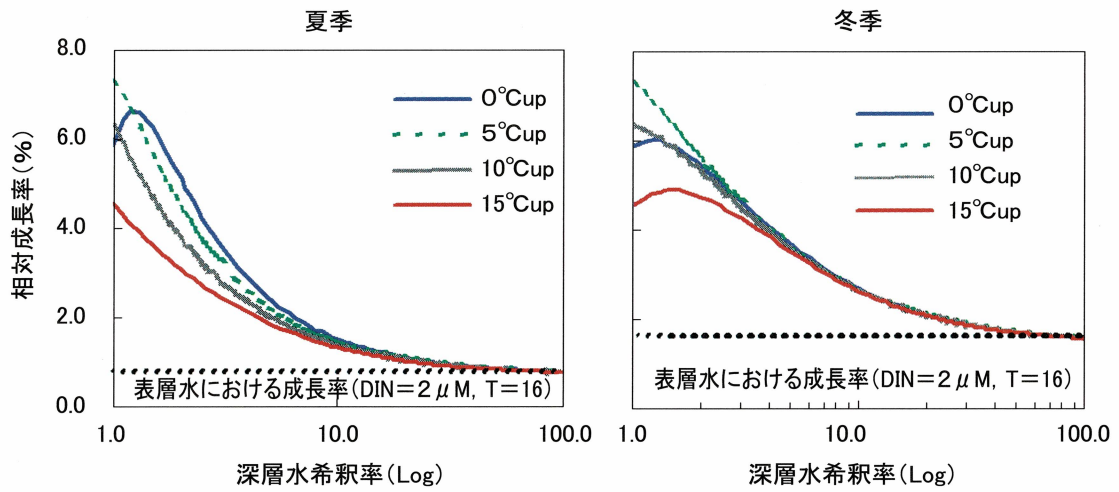 夏季
8.0
6.0
4.0
2.0
0.0
相対成長率(%)
0℃up
5℃up
10℃up
15℃up
表層水における成長率(DIN=2μM, T=16)
1.0
10.0
100.0
深層水希釈率(Log)
冬季
0℃up
5℃up
10℃up
15℃up
表層水における成長率(DIN=2μM, T=16)
1.0
10.0
100.0
深層水希釈率(Log)